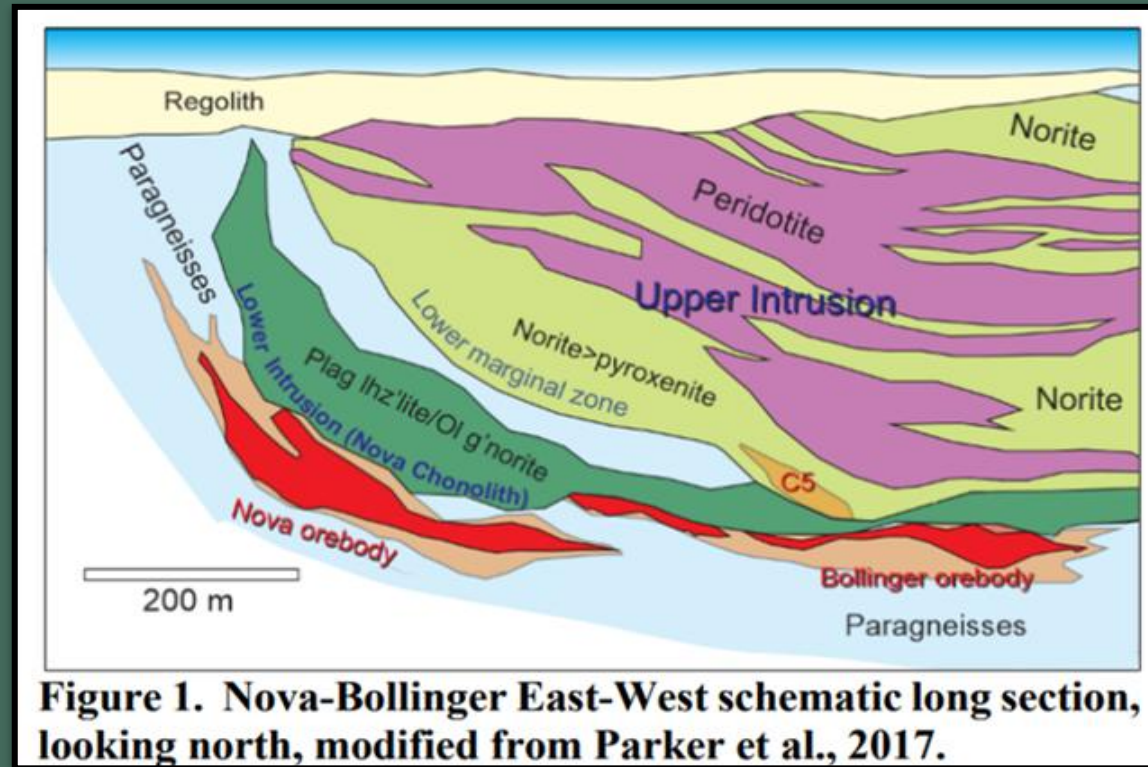 Regolith
Norite
Paragneisses
Peridotite
Upper Intrusion
Lower marginal zone
Norite>pyroxenite
Lower Intrusion (Nova Chonolith)
Plag lhz'lite/Ol g'norite
Norite
C5
Nova orebody
Bollinger orebody
200 m
Paragneisses
Figure 1. Nova-Bollinger East-West schematic long section,
looking north, modified from Parker et al., 2017.